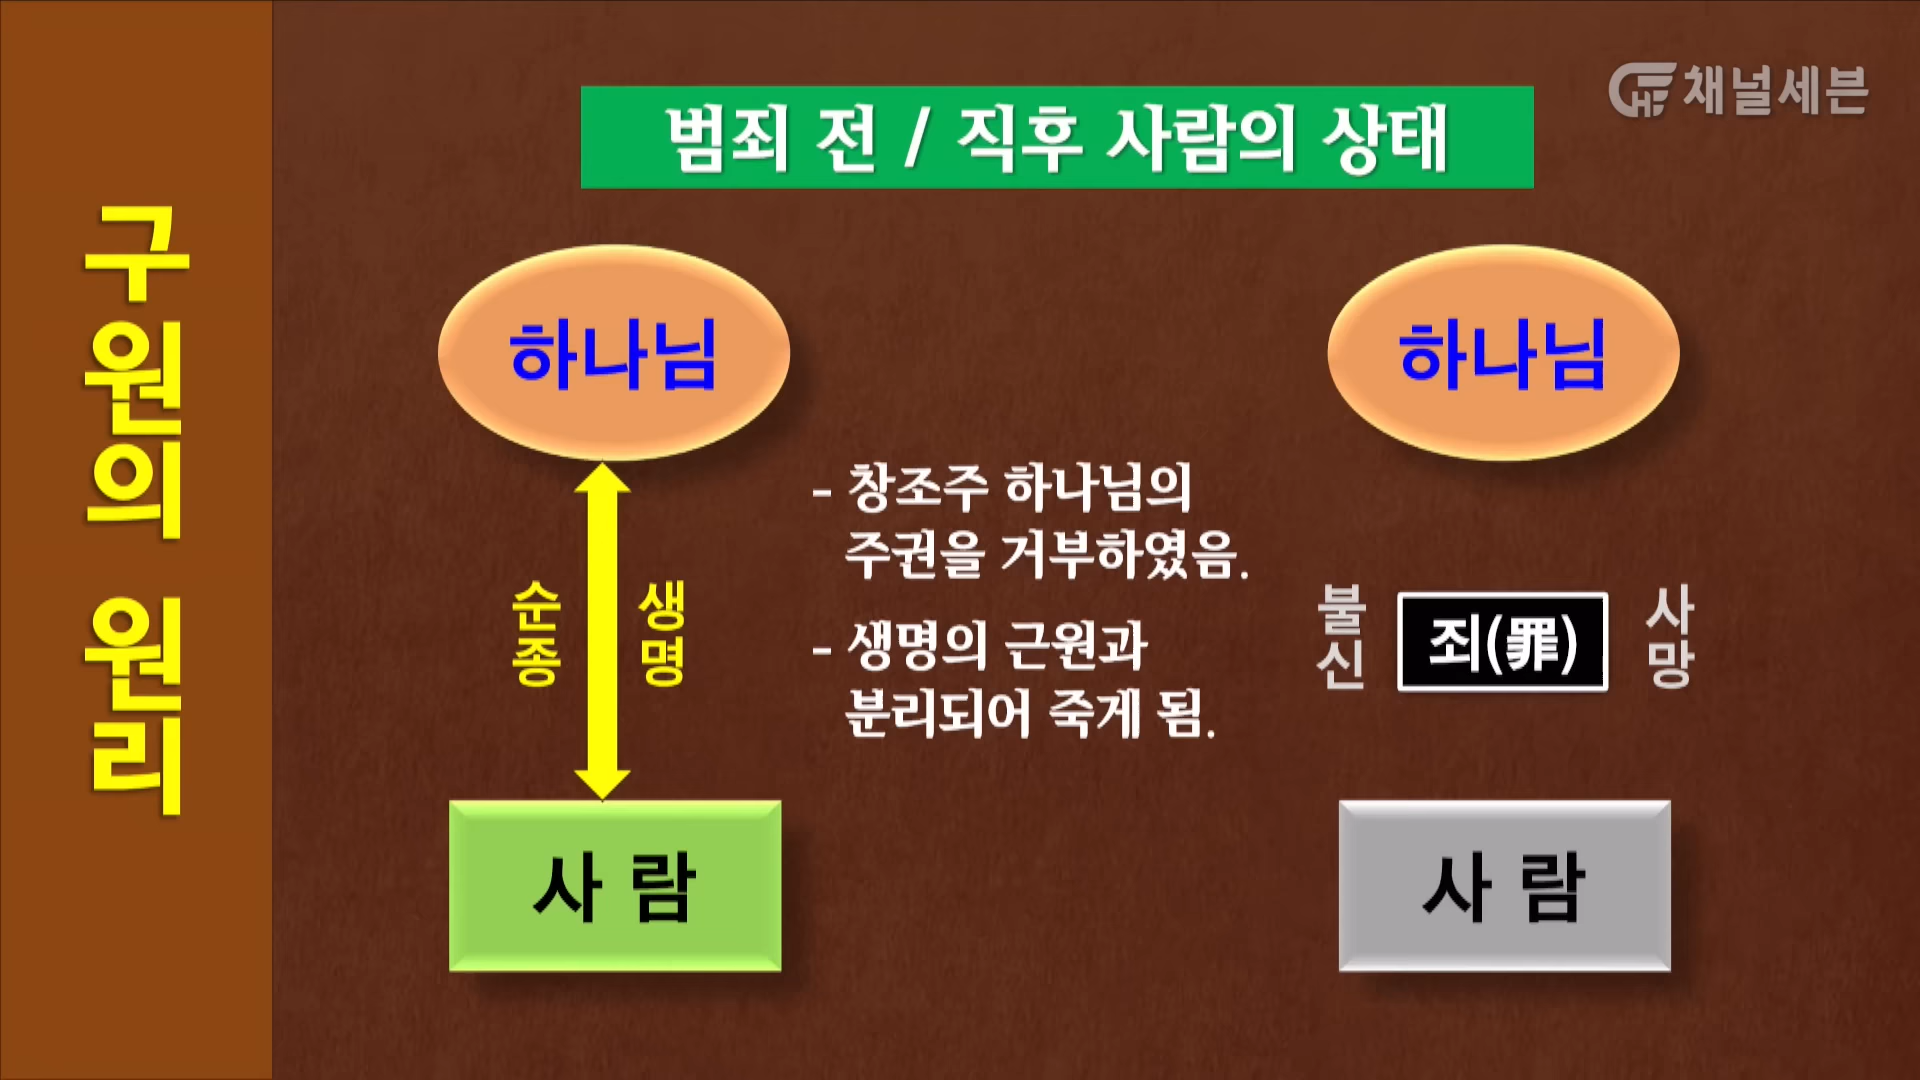 구원의 원리
채널세븐
범죄 전 / 직후 사람의 상태
하나님
하나님
- 창조주 하나님의
주권을 거부하였음.
- 생명의 근원과
분리되어 죽게 됨.
순종
생명
불신
죄(罪)
사망
사 람
사 람